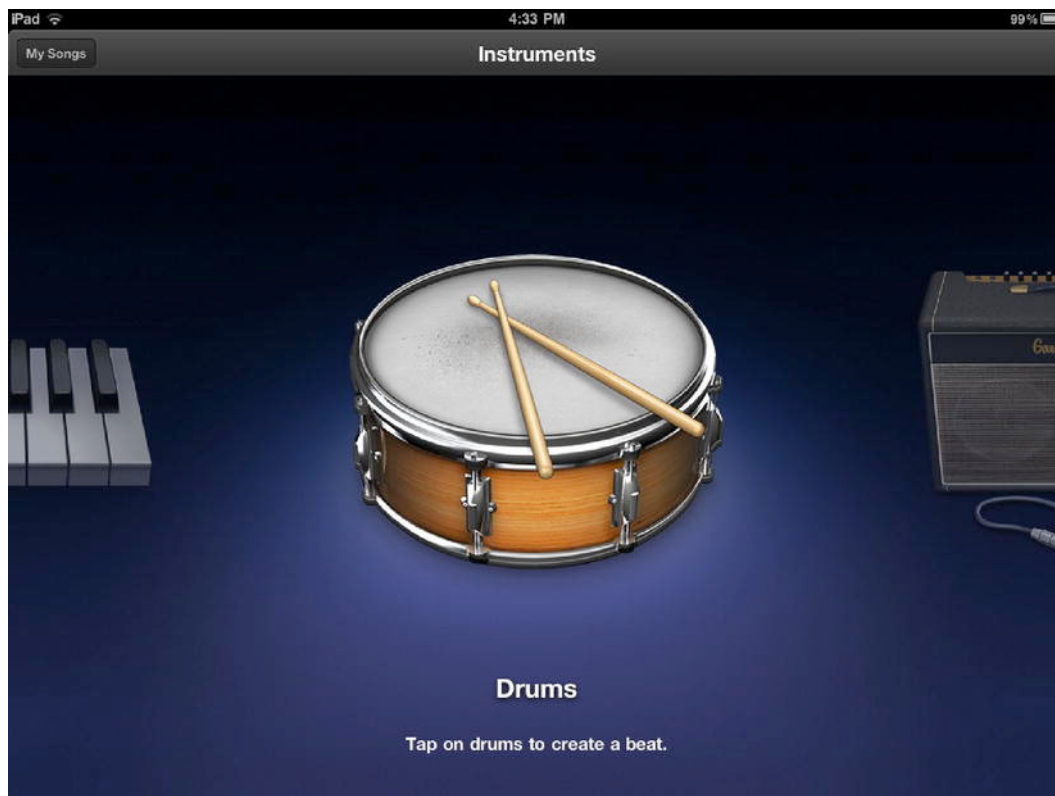 iPad 4:33 PM 99%
My Songs Instruments
Drums
Tap on drums to create a beat.